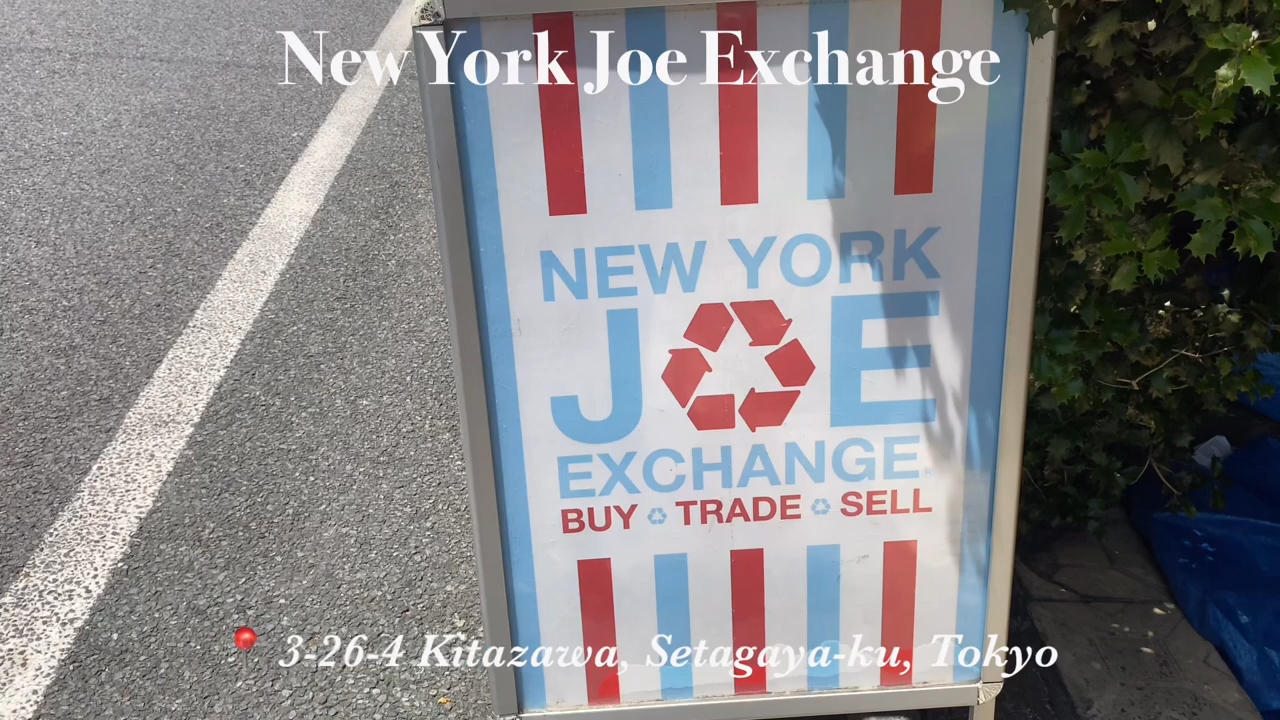 New York Joe Exchange
NEW YORK
JOE
EXCHANGE
BUY TRADE SELL
3-26-4 Kitazawa, Setagaya-ku, Tokyo